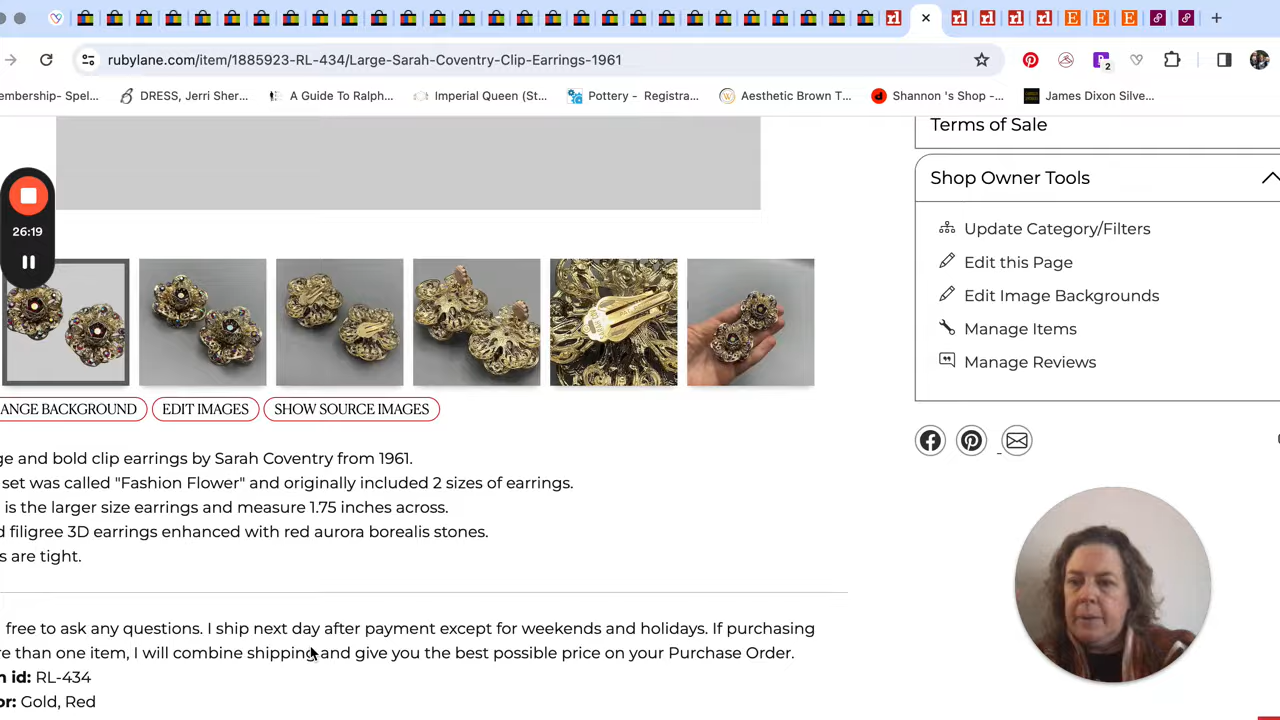 rubylane.com/item/1885923-RL-434/Large-Sarah-Coventry-Clip-Earrings-1961
2
embership- Spel...
DRESS, Jerri Sher...
A Guide To Ralph...
Imperial Queen (St...
Pottery - Registra...
Aesthetic Brown T...
Shannon 's Shop -...
James Dixon Silve...
Terms of Sale
Shop Owner Tools
26:19
Update Category/Filters
Edit this Page
Edit Image Backgrounds
Manage Items
Manage Reviews
ANGE BACKGROUND
EDIT IMAGES
SHOW SOURCE IMAGES
ge and bold clip earrings by Sarah Coventry from 1961.
set was called "Fashion Flower" and originally included 2 sizes of earrings.
is the larger size earrings and measure 1.75 inches across.
d filigree 3D earrings enhanced with red aurora borealis stones.
s are tight.
free to ask any questions. I ship next day after payment except for weekends and holidays. If purchasing
re than one item, I will combine shipping and give you the best possible price on your Purchase Order.
n id: RL-434
or: Gold, Red